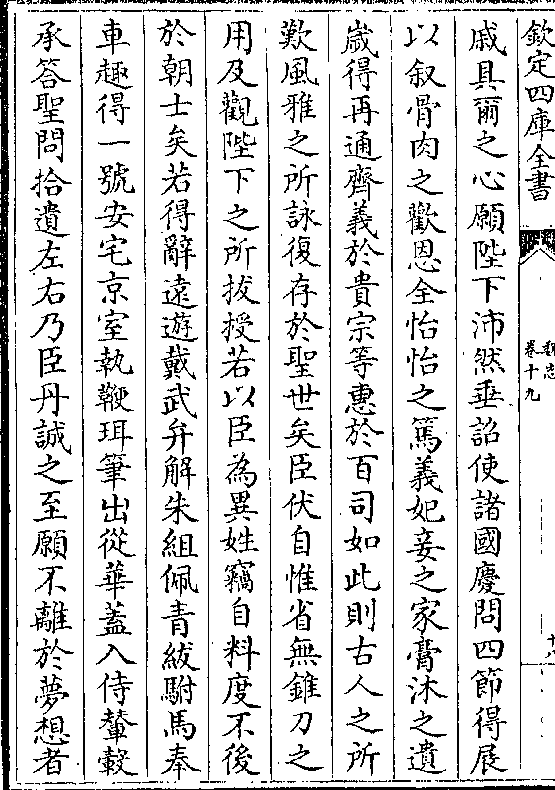 欽定四庫全書
魏志
卷十九
戚具爾之心願陛下沛然垂詔使諸國慶問四節得展
以叙骨肉之歡恩全怡怡之篤義妃妾之家膏沐之遺
歳得再通齊義於貴宗等惠於百司如此則古人之所
歎風雅之所詠復存於聖世矣臣伏自惟省無錐刀之
用及觀陛下之所拔授若以臣為異姓竊自料度不後
於朝士矣若得辭遠遊戴武弁解朱組佩青紱駙馬奉
車趣得一號安宅京室執鞭珥筆出從華蓋入侍輦轂
承答聖問拾遺左右乃臣丹誠之至願不離於夢想者